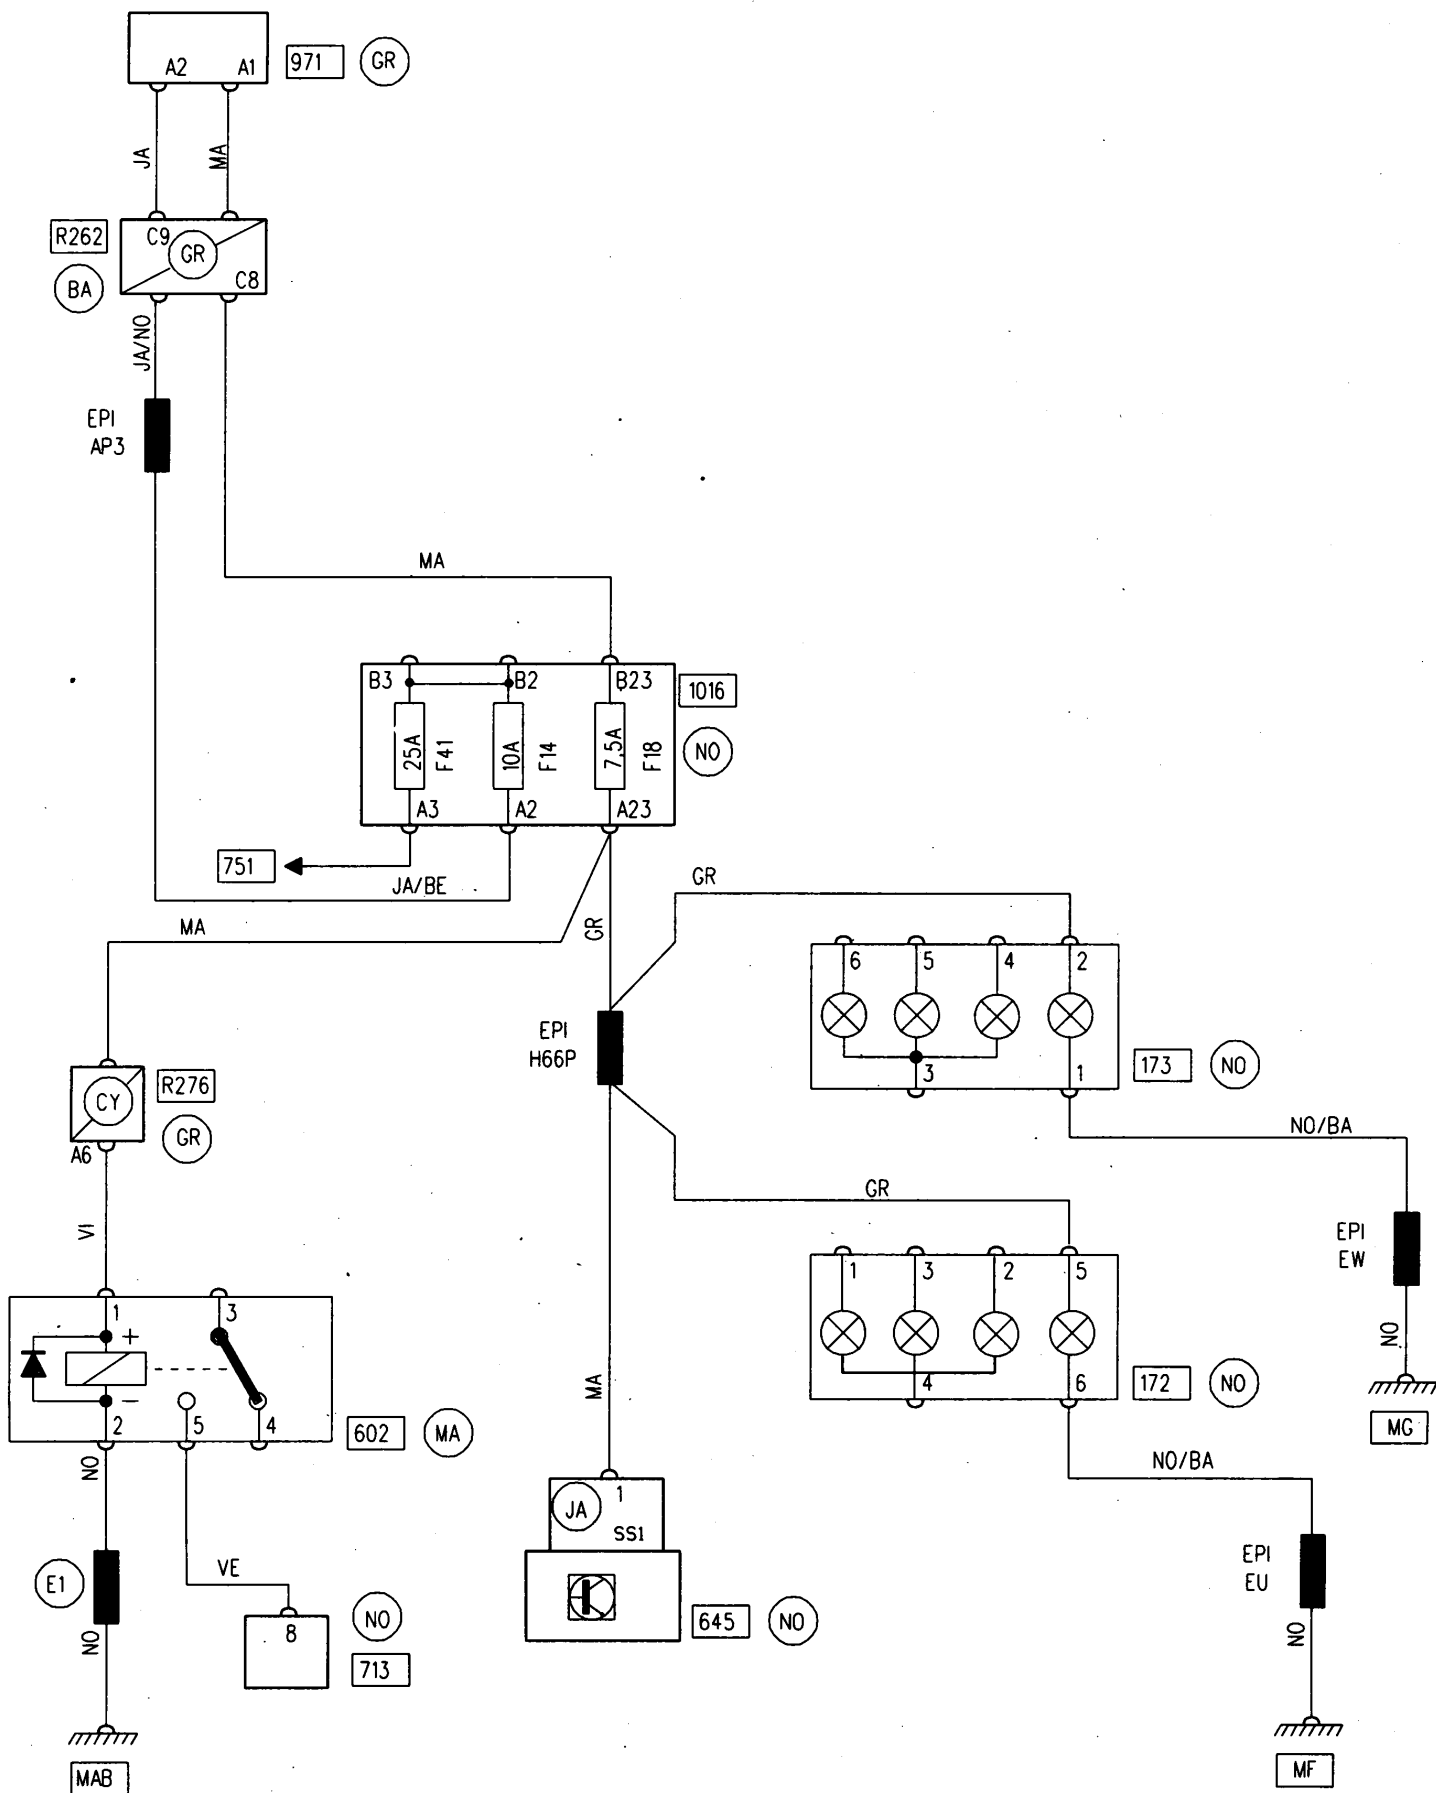 A2 A1
971 GR
JA MA
R262 C9 GR
BA C8
JA/NO
EPI
AP3
MA
B3 B2 B23
1016
25A F41 10A F14 7,5A F18
NO
A3 A2 A23
751
JA/BE
GR
MA
GR
6 5 4 2
EPI
H66P
3 1
173 NO
CY R276
A6 GR
NO/BA
GR
VI
EPI
EW
1 3 2 5
1 3
+
NO
−
2 5 4
602 MA
MA
4 6
172 NO
MG
NO
NO/BA
JA 1
SS1
EPI
EU
E1
VE
NO
8
NO
645 NO
NO
713
MAB
MF